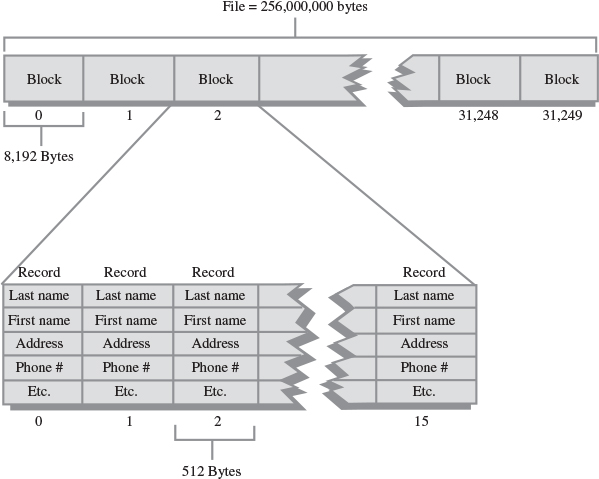 File = 256,000,000 bytes
Block Block Block Block Block
0 1 2 31,248 31,249
8,192 Bytes
Record Record Record Record
Last name Last name Last name Last name
First name First name First name First name
Address Address Address Address
Phone # Phone # Phone # Phone #
Etc. Etc. Etc. Etc.
0 1 2 15
512 Bytes